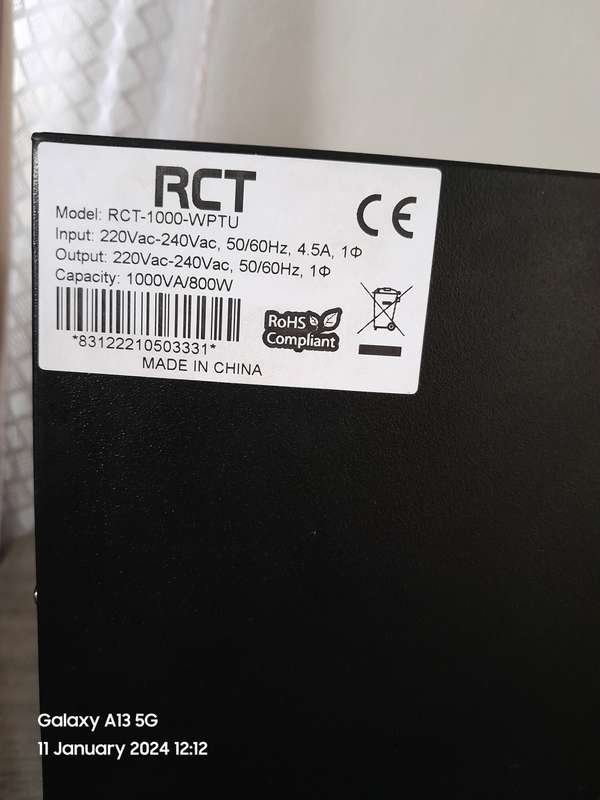 RCT
CE
Model: RCT-1000-WPTU
Input: 220Vac-240Vac, 50/60Hz, 4.5A, 1Φ
Output: 220Vac-240Vac, 50/60Hz, 1Φ
Capacity: 1000VA/800W
*83122210503331*
RoHS
Compliant
MADE IN CHINA
Galaxy A13 5G
11 January 2024 12:12